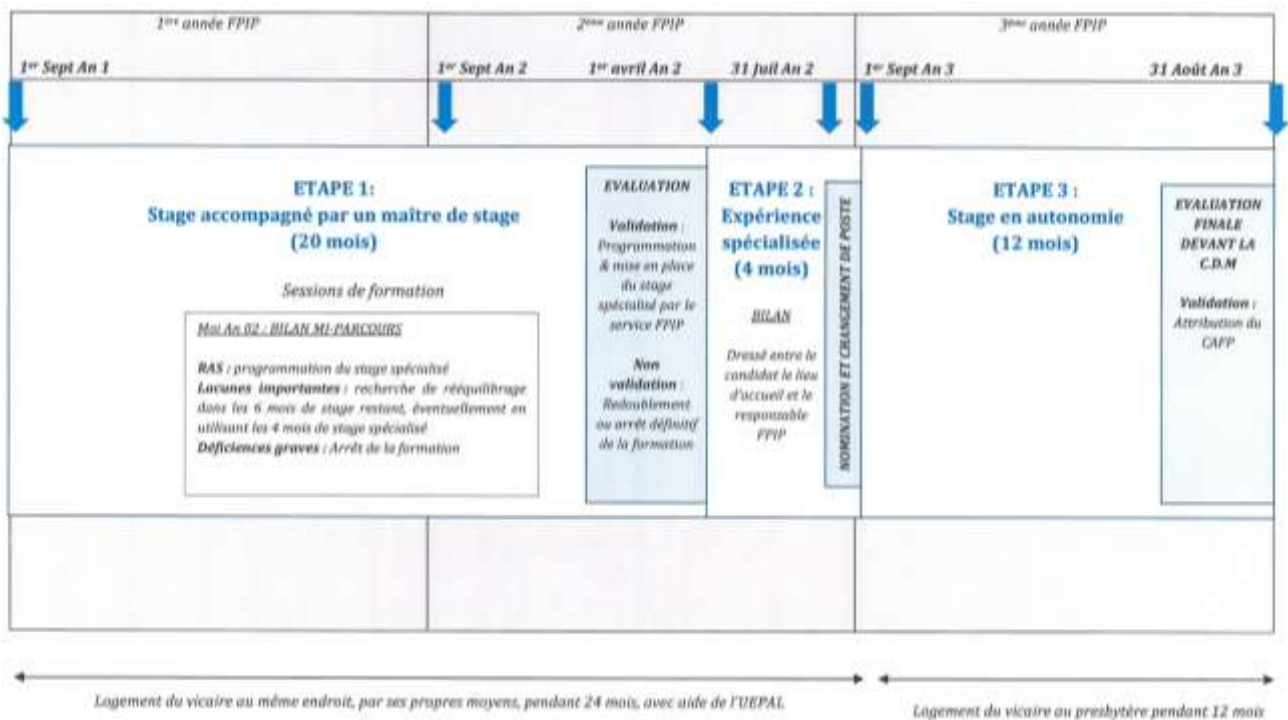 1ère année FPIP
2ème année FPIP
3ème année FPIP
1er Sept An 1
1er Sept An 2
1er avril An 2
31 Juil An 2
1er Sept An 3
31 Août An 3
ETAPE 1:
Stage accompagné par un maître de stage
(20 mois)
Sessions de formation
Mai An 02 : BILAN MI-PARCOURS
RAS : programmation du stage spécialisé
Lacunes importantes : recherche de rééquilibrage
dans les 6 mois de stage restant, éventuellement en
utilisant les 4 mois de stage spécialisé
Déficiences graves : Arrêt de la formation
EVALUATION
Validation :
Programmation
& mise en place
du stage
spécialisé par le
service FPIP
Non
validation :
Redoublement
ou arrêt définitif
de la formation
ETAPE 2 :
Expérience
spécialisée
(4 mois)
BILAN
Dressé entre le
candidat le lieu
d'accueil et le
responsable
FPIP
NOMINATION ET CHANGEMENT DE POSTE
ETAPE 3 :
Stage en autonomie
(12 mois)
EVALUATION
FINALE
DEVANT LA
C.D.M
Validation :
Attribution du
CAFP
Logement du vicaire au même endroit, par ses propres moyens, pendant 24 mois, avec aide de l'UEPAL
Logement du vicaire au presbytère pendant 12 mois